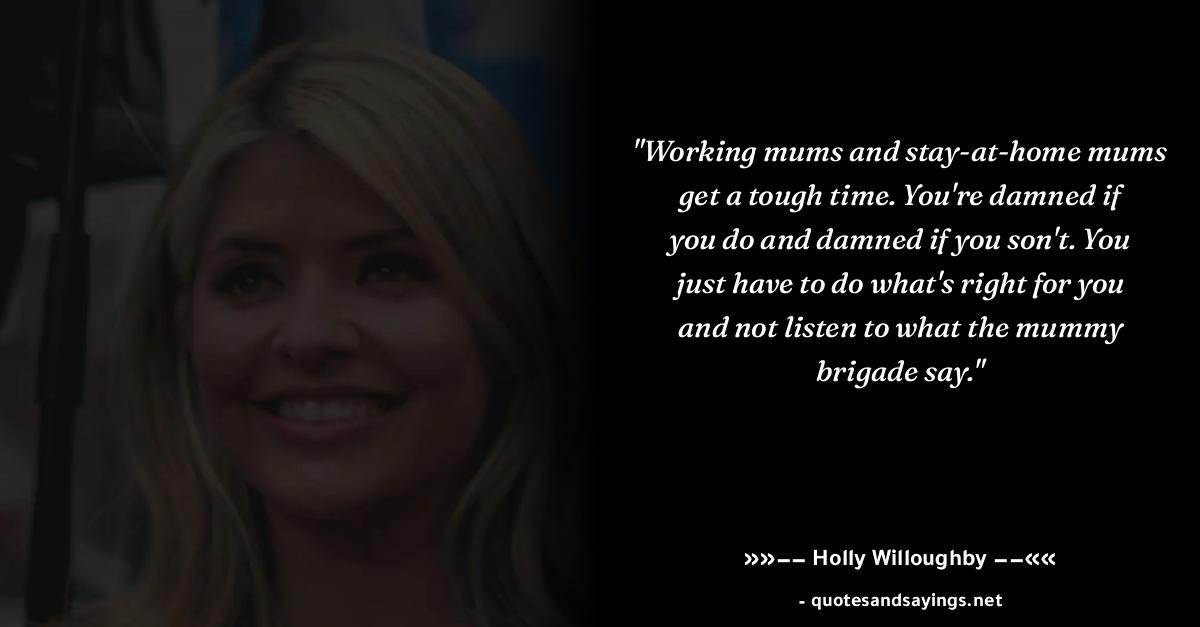 "Working mums and stay-at-home mums
get a tough time. You're damned if
you do and damned if you son't. You
just have to do what's right for you
and not listen to what the mummy
brigade say."
»»–– Holly Willoughby ––««
- quotesandsayings.net